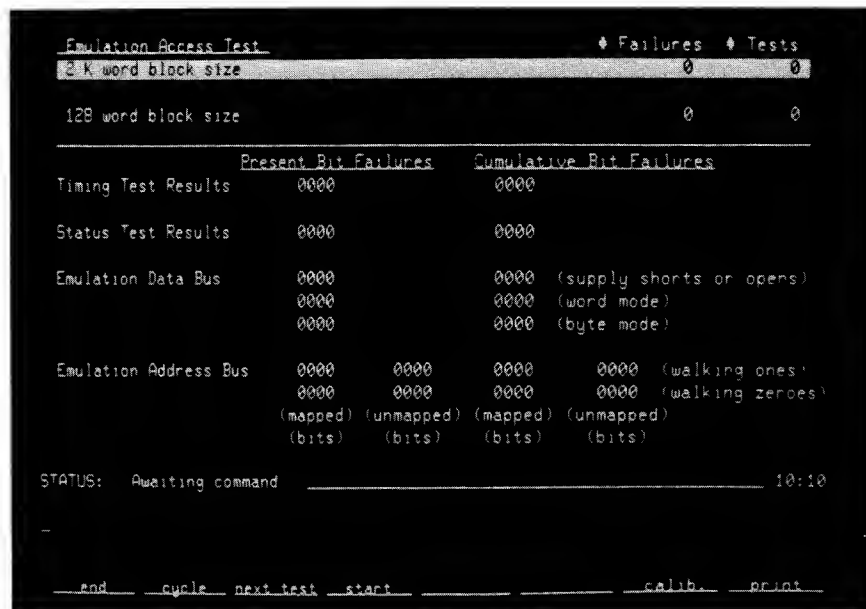 Emulation Access Test # Failures # Tests
2 K word block size 0 0
128 word block size 0 0
Present Bit Failures Cumulative Bit Failures
Timing Test Results 0000 0000
Status Test Results 0000 0000
Emulation Data Bus 0000 0000 (supply shorts or opens)
0000 0000 (word mode)
0000 0000 (byte mode)
Emulation Address Bus 0000 0000 0000 0000 (walking ones)
0000 0000 0000 0000 (walking zeroes)
(mapped) (unmapped) (mapped) (unmapped)
(bits) (bits) (bits) (bits)
STATUS: Awaiting command 10:10
end cycle next test start calib. print